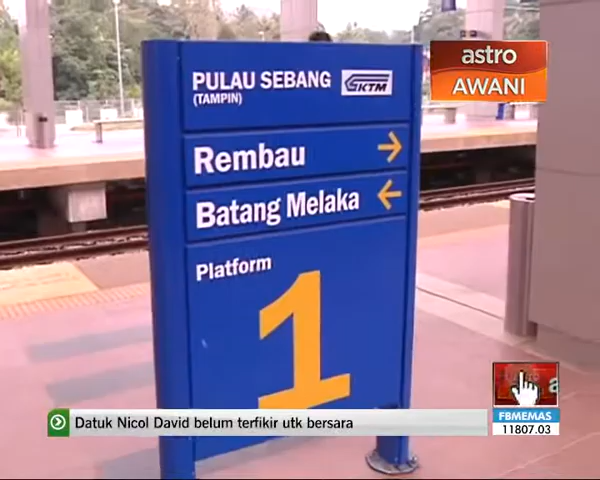 astro
AWANI
PULAU SEBANG
(TAMPIN)
KTM
Rembau
Batang Melaka
Platform
1
Datuk Nicol David belum terfikir utk bersara
FBMEMAS
11807.03